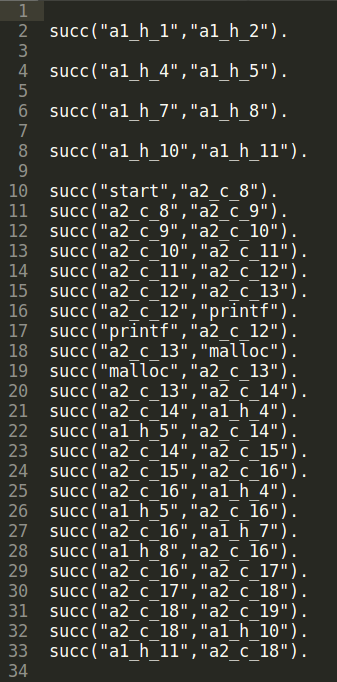 1
2 succ("a1_h_1","a1_h_2").
3
4 succ("a1_h_4","a1_h_5").
5
6 succ("a1_h_7","a1_h_8").
7
8 succ("a1_h_10","a1_h_11").
9
10 succ("start","a2_c_8").
11 succ("a2_c_8","a2_c_9").
12 succ("a2_c_9","a2_c_10").
13 succ("a2_c_10","a2_c_11").
14 succ("a2_c_11","a2_c_12").
15 succ("a2_c_12","a2_c_13").
16 succ("a2_c_12","printf").
17 succ("printf","a2_c_12").
18 succ("a2_c_13","malloc").
19 succ("malloc","a2_c_13").
20 succ("a2_c_13","a2_c_14").
21 succ("a2_c_14","a1_h_4").
22 succ("a1_h_5","a2_c_14").
23 succ("a2_c_14","a2_c_15").
24 succ("a2_c_15","a2_c_16").
25 succ("a2_c_16","a1_h_4").
26 succ("a1_h_5","a2_c_16").
27 succ("a2_c_16","a1_h_7").
28 succ("a1_h_8","a2_c_16").
29 succ("a2_c_16","a2_c_17").
30 succ("a2_c_17","a2_c_18").
31 succ("a2_c_18","a2_c_19").
32 succ("a2_c_18","a1_h_10").
33 succ("a1_h_11","a2_c_18").
34